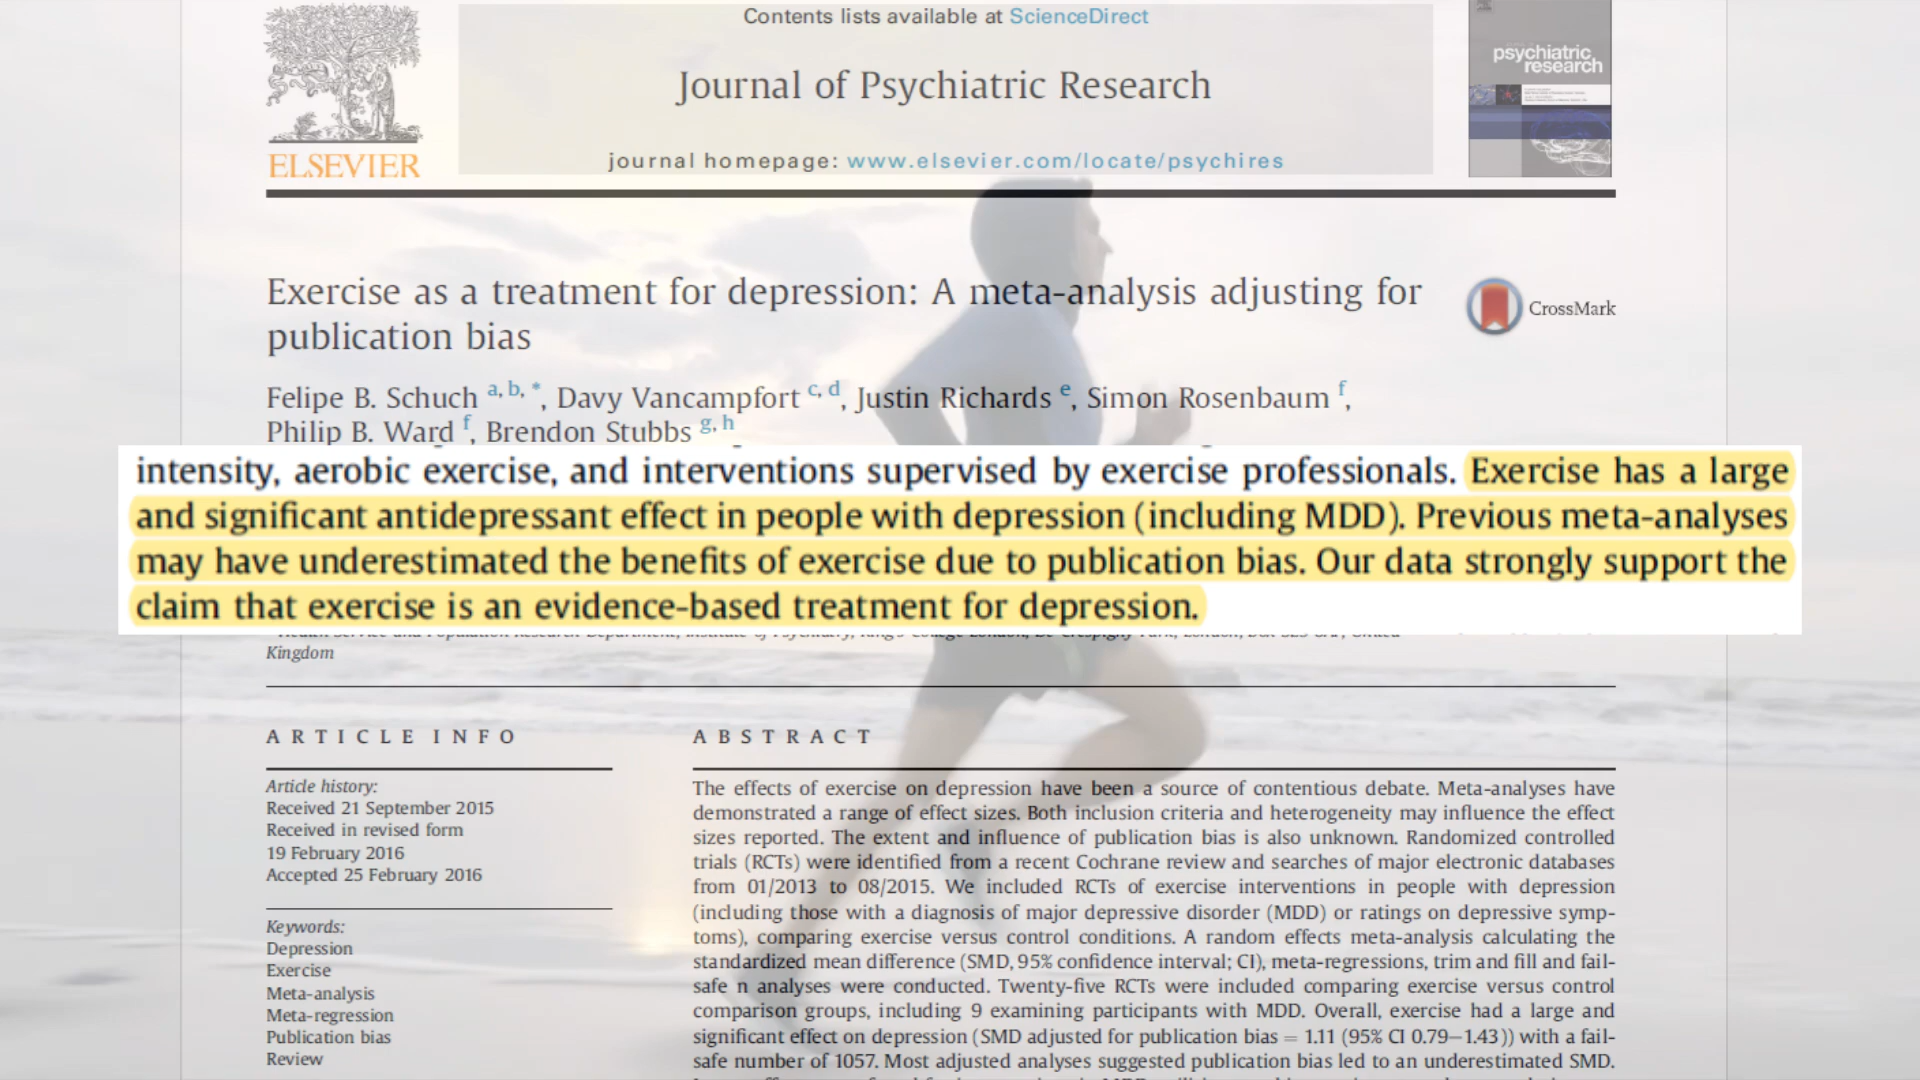 Contents lists available at ScienceDirect
Journal of Psychiatric Research
journal homepage: www.elsevier.com/locate/psychires
ELSEVIER
psychiatric
research
Exercise as a treatment for depression: A meta-analysis adjusting for
publication bias
CrossMark
Felipe B. Schuch a, b, *, Davy Vancampfort c, d, Justin Richards e, Simon Rosenbaum f,
Philip B. Ward f, Brendon Stubbs g, h
intensity, aerobic exercise, and interventions supervised by exercise professionals. Exercise has a large
and significant antidepressant effect in people with depression (including MDD). Previous meta-analyses
may have underestimated the benefits of exercise due to publication bias. Our data strongly support the
claim that exercise is an evidence-based treatment for depression.
Kingdom
ARTICLE INFO
Article history:
Received 21 September 2015
Received in revised form
19 February 2016
Accepted 25 February 2016
Keywords:
Depression
Exercise
Meta-analysis
Meta-regression
Publication bias
Review
ABSTRACT
The effects of exercise on depression have been a source of contentious debate. Meta-analyses have
demonstrated a range of effect sizes. Both inclusion criteria and heterogeneity may influence the effect
sizes reported. The extent and influence of publication bias is also unknown. Randomized controlled
trials (RCTs) were identified from a recent Cochrane review and searches of major electronic databases
from 01/2013 to 08/2015. We included RCTs of exercise interventions in people with depression
(including those with a diagnosis of major depressive disorder (MDD) or ratings on depressive symp-
toms), comparing exercise versus control conditions. A random effects meta-analysis calculating the
standardized mean difference (SMD, 95% confidence interval; CI), meta-regressions, trim and fill and fail-
safe n analyses were conducted. Twenty-five RCTs were included comparing exercise versus control
comparison groups, including 9 examining participants with MDD. Overall, exercise had a large and
significant effect on depression (SMD adjusted for publication bias = 1.11 (95% CI 0.79–1.43)) with a fail-
safe number of 1057. Most adjusted analyses suggested publication bias led to an underestimated SMD.